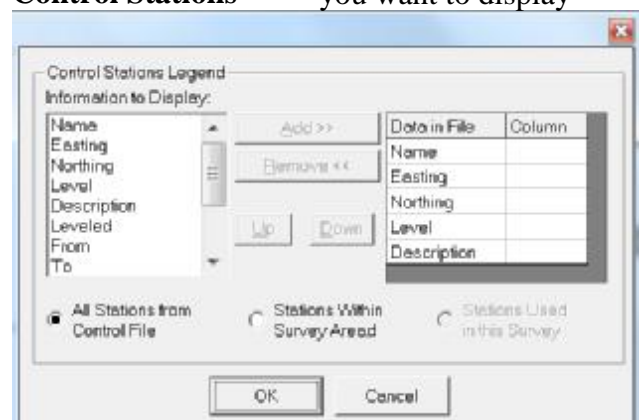 Control Stations you want to display
Control Stations Legend
Information to Display:
Name
Easting
Northing
Level
Description
Leveled
From
To
Add >>
Remove <<
Up Down
Data in File Column
Name
Easting
Northing
Level
Description
All Stations from Control File
Stations Within Survey Aread
Stations Used in this Survey
OK Cancel